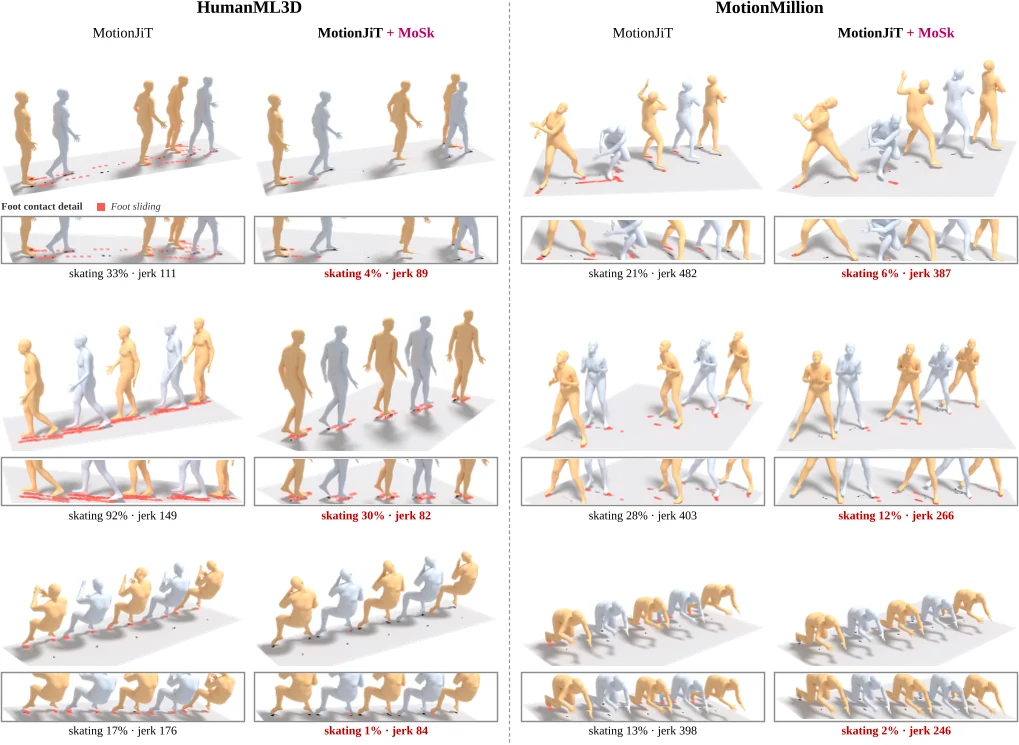 HumanML3D
MotionMillion
MotionJiT
MotionJiT + MoSk
MotionJiT
MotionJiT + MoSk
Foot contact detail
Foot sliding
skating 33% · jerk 111
skating 4% · jerk 89
skating 21% · jerk 482
skating 6% · jerk 387
skating 92% · jerk 149
skating 30% · jerk 82
skating 28% · jerk 403
skating 12% · jerk 266
skating 17% · jerk 176
skating 1% · jerk 84
skating 13% · jerk 398
skating 2% · jerk 246